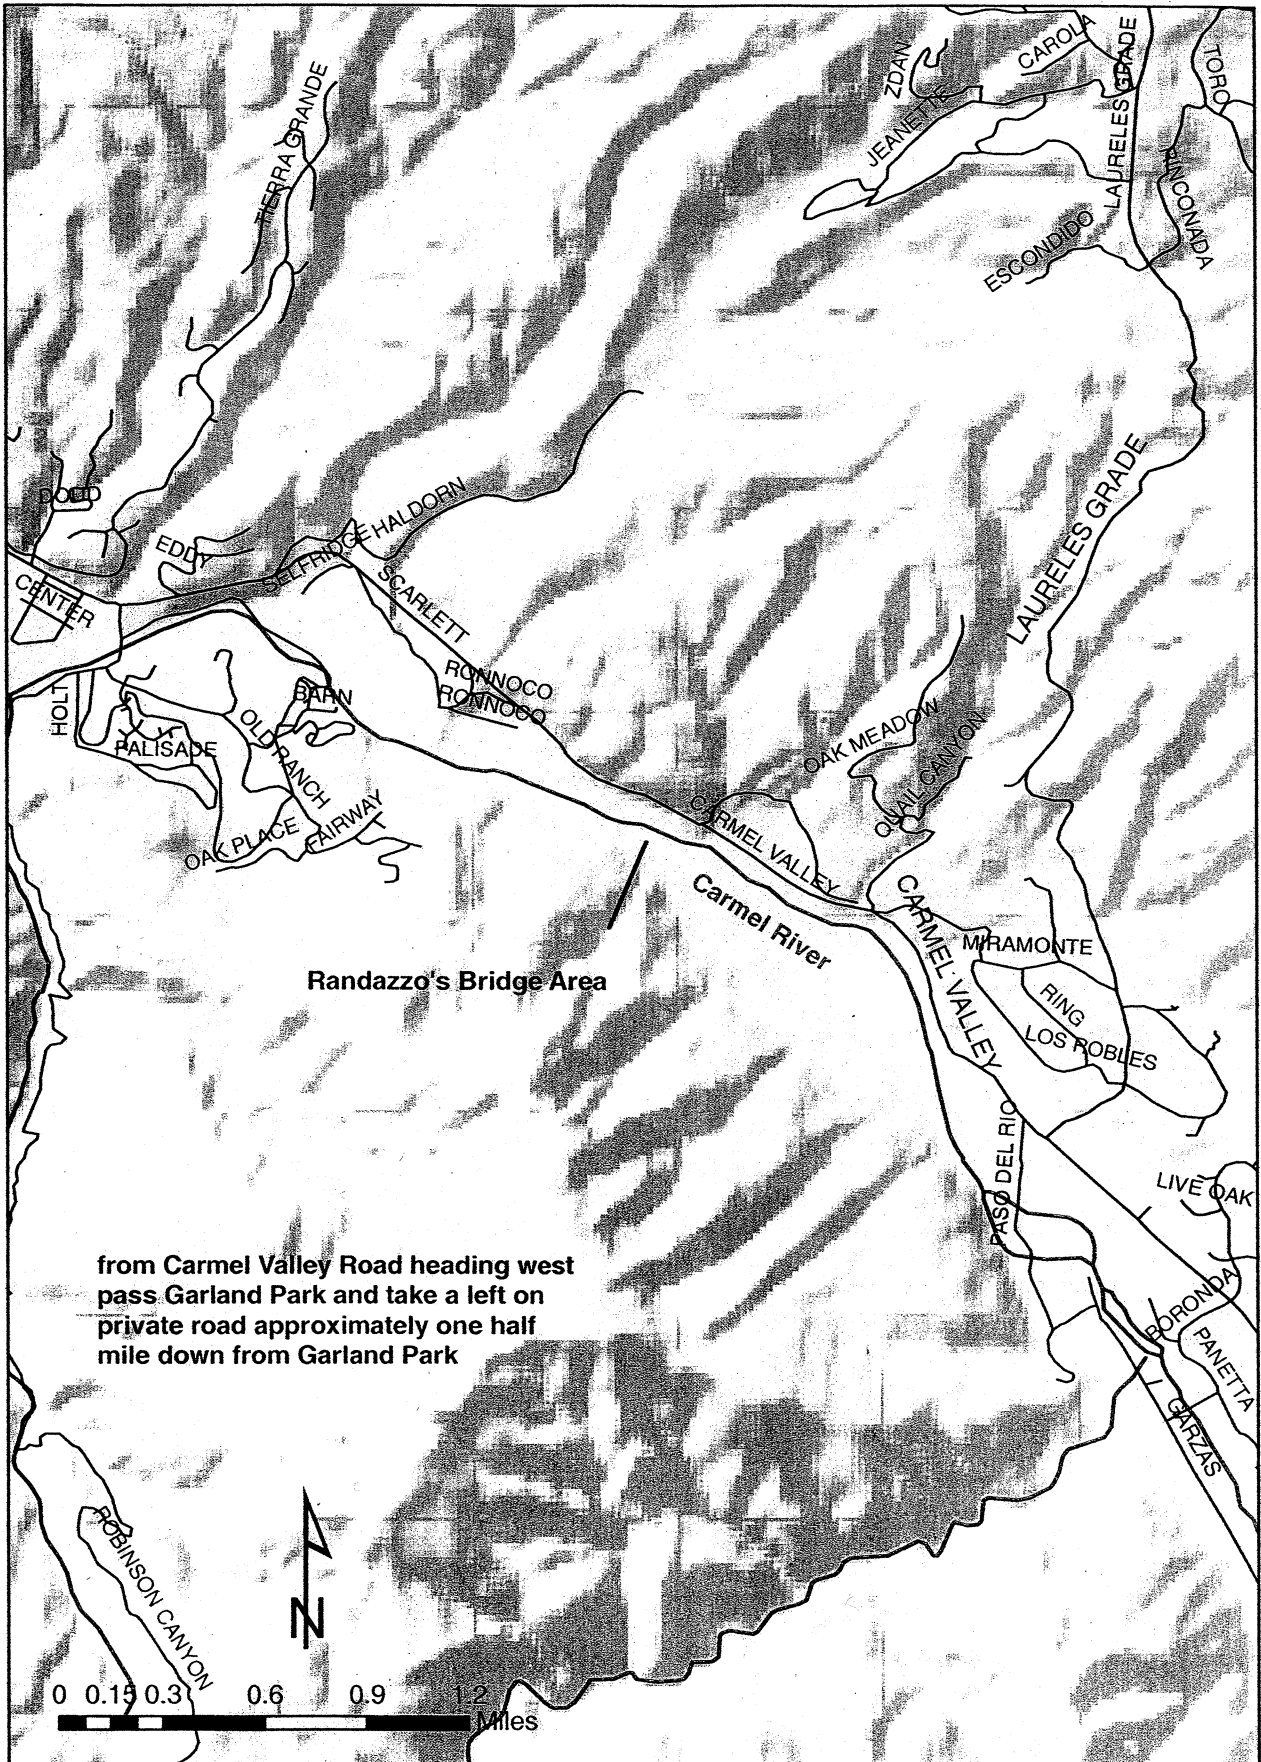 ZDAN
CAROLA
LAURELES GRADE
TORO
JEANETTE
TIERRA GRANDE
RINCONADA
ESCONDIDO
LAURELES GRADE
DODD
HALDORN
SELFRIDGE
EDDY
CENTER
SCARLETT
RONNOCO
RONNOCO
HOLT
BARN
OLD RANCH
PALISADE
OAK PLACE
FAIRWAY
OAK MEADOW
QUAIL CANYON
CARMEL VALLEY
Carmel River
CARMEL VALLEY
MIRAMONTE
RING
LOS ROBLES
Randazzo's Bridge Area
PASO DEL RIO
LIVE OAK
BORONDA
PANETTA
GARZAS
from Carmel Valley Road heading west
pass Garland Park and take a left on
private road approximately one half
mile down from Garland Park
ROBINSON CANYON
N
0 0.15 0.3 0.6 0.9 1.2
Miles